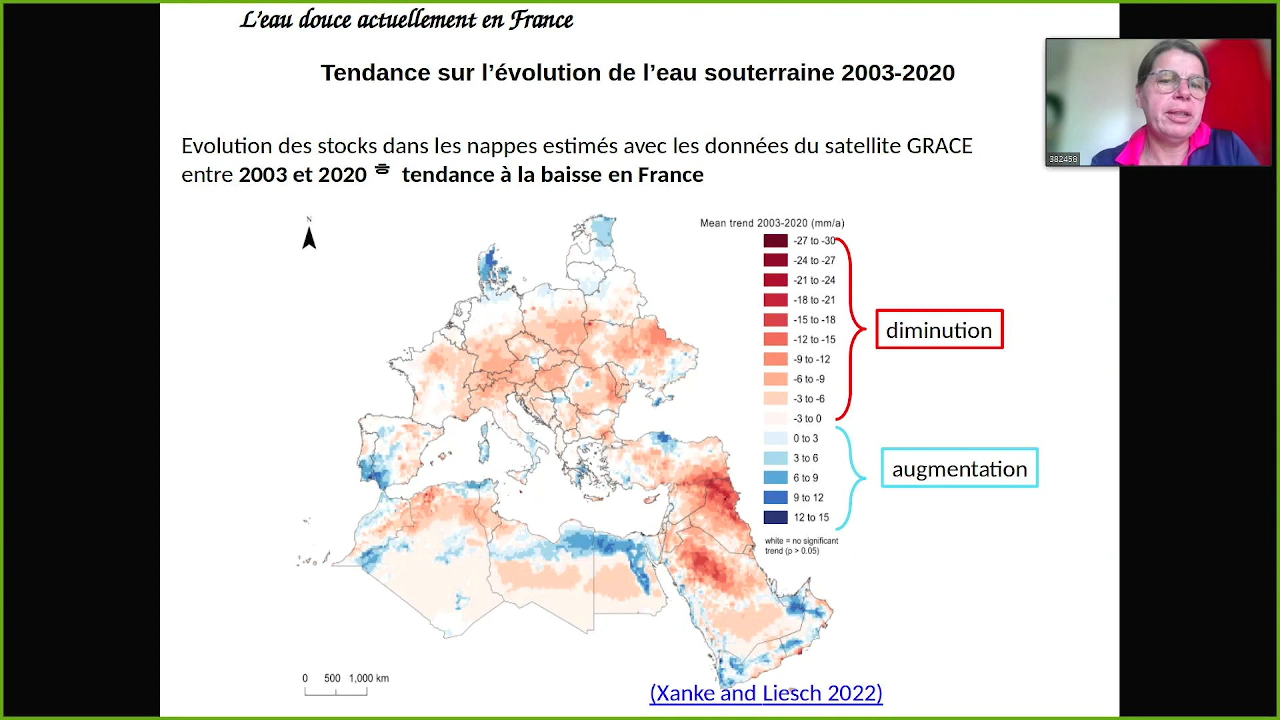 L’eau douce actuellement en France
Tendance sur l’évolution de l’eau souterraine 2003-2020
382456
Evolution des stocks dans les nappes estimés avec les données du satellite GRACE
entre 2003 et 2020 tendance à la baisse en France
N
Mean trend 2003-2020 (mm/a)
-27 to -30
-24 to -27
-21 to -24
-18 to -21
-15 to -18
-12 to -15
-9 to -12
-6 to -9
-3 to -6
-3 to 0
0 to 3
3 to 6
6 to 9
9 to 12
12 to 15
white = no significant
trend (p > 0.05)
diminution
augmentation
0 500 1,000 km
(Xanke and Liesch 2022)